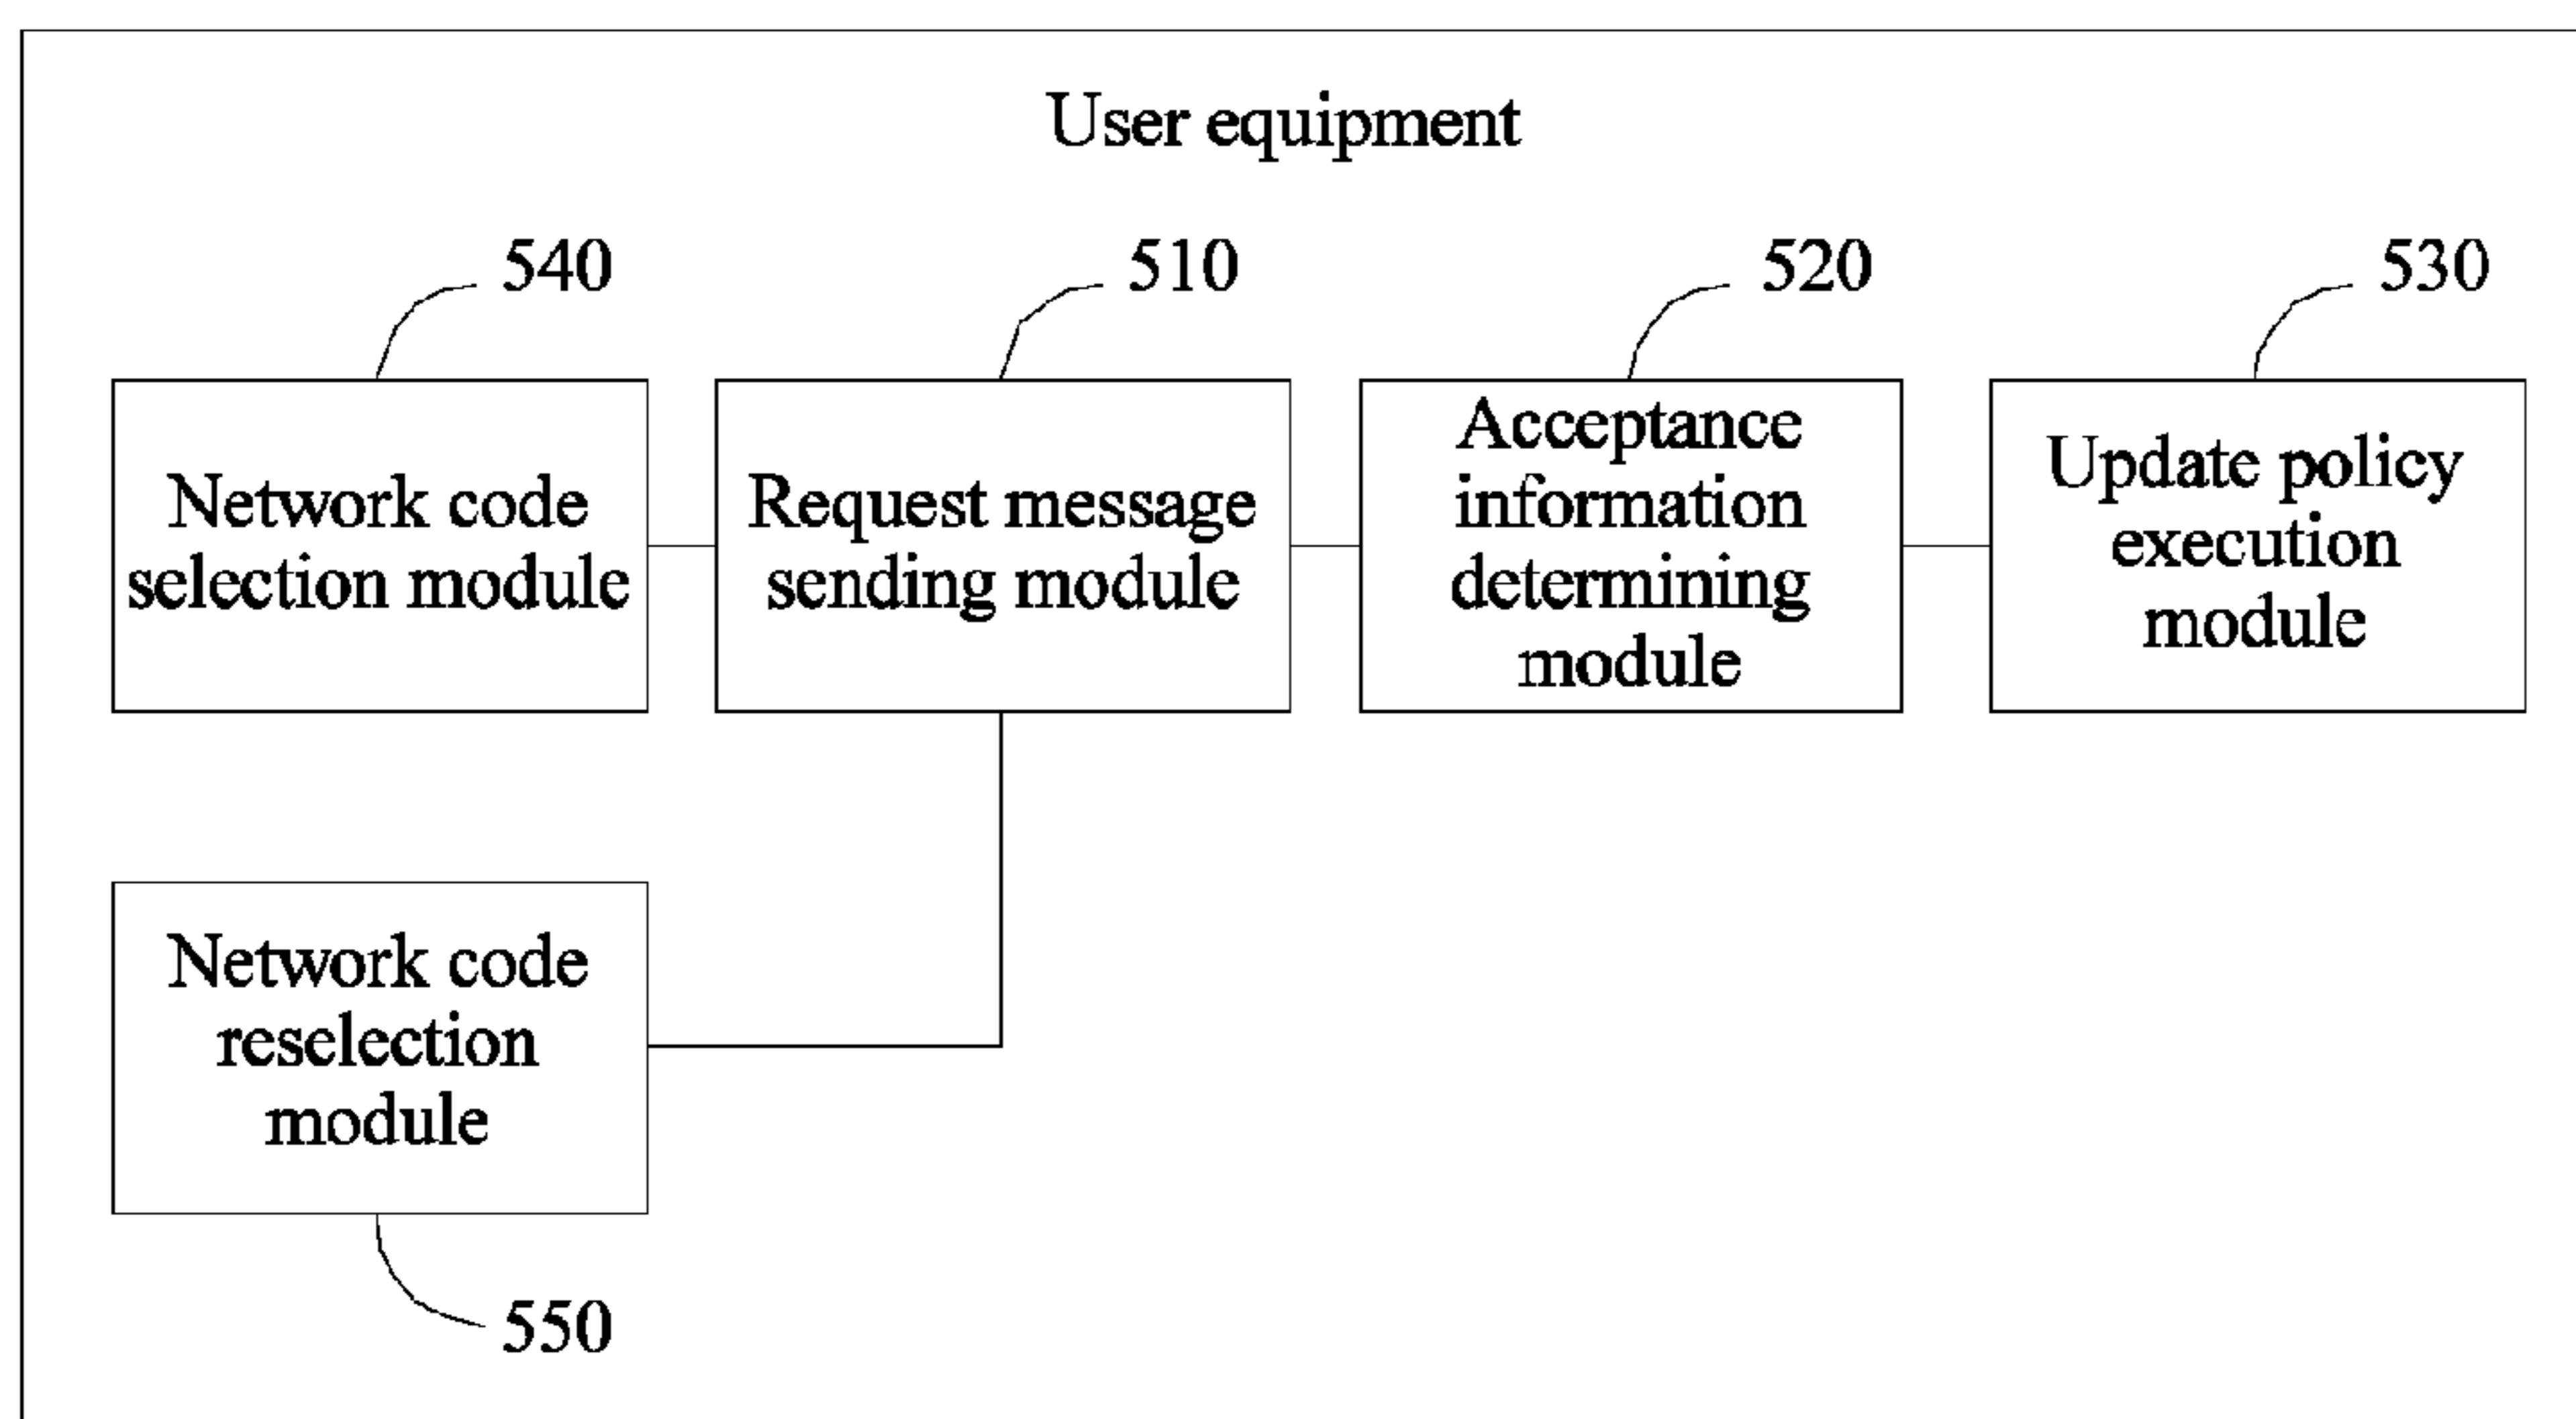 User equipment
540
510
520
530
Network code
selection module
Request message
sending module
Acceptance
information
determining
module
Update policy
execution
module
Network code
reselection
module
550